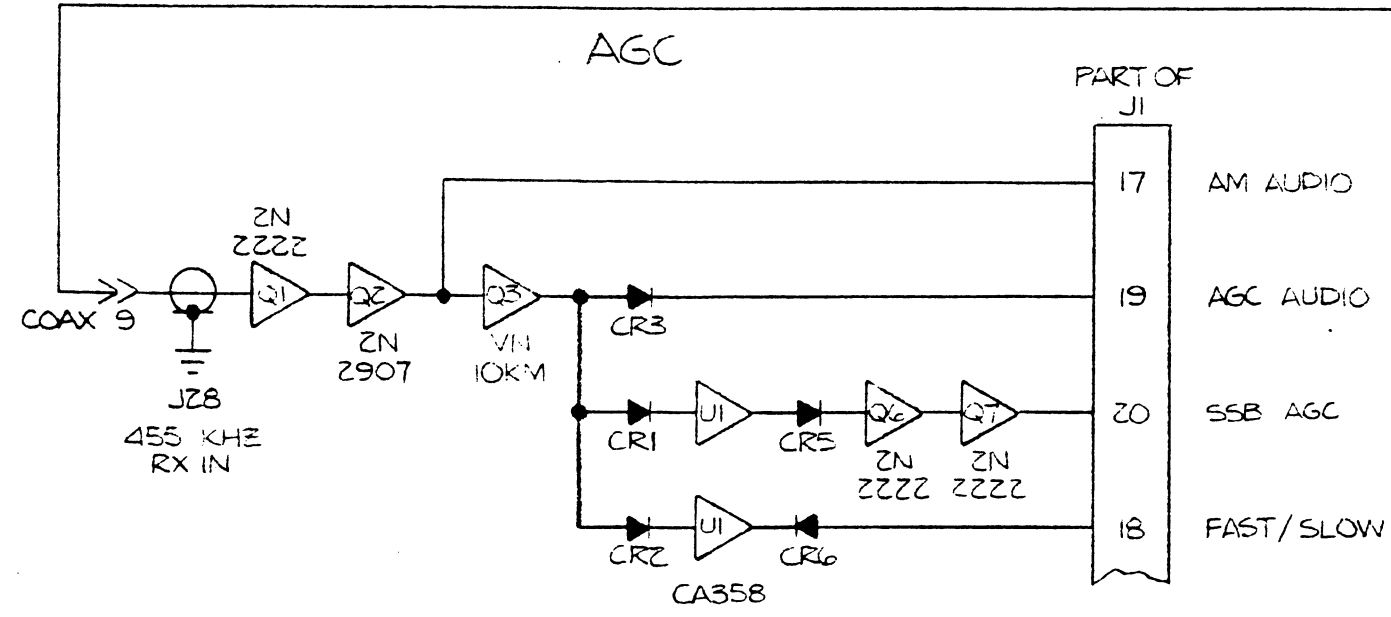 AGC
PART OF
J1
17 AM AUDIO
2N
2222
Q1
Q2
Q3
COAX 9
2N
2907
VN
10KM
CR3
19 AGC AUDIO
J28
455 KHZ
RX IN
CR1
U1
CR5
Q6
Q7
20 SSB AGC
2N
2222
2N
2222
CR2
U1
CR6
18 FAST/SLOW
CA358